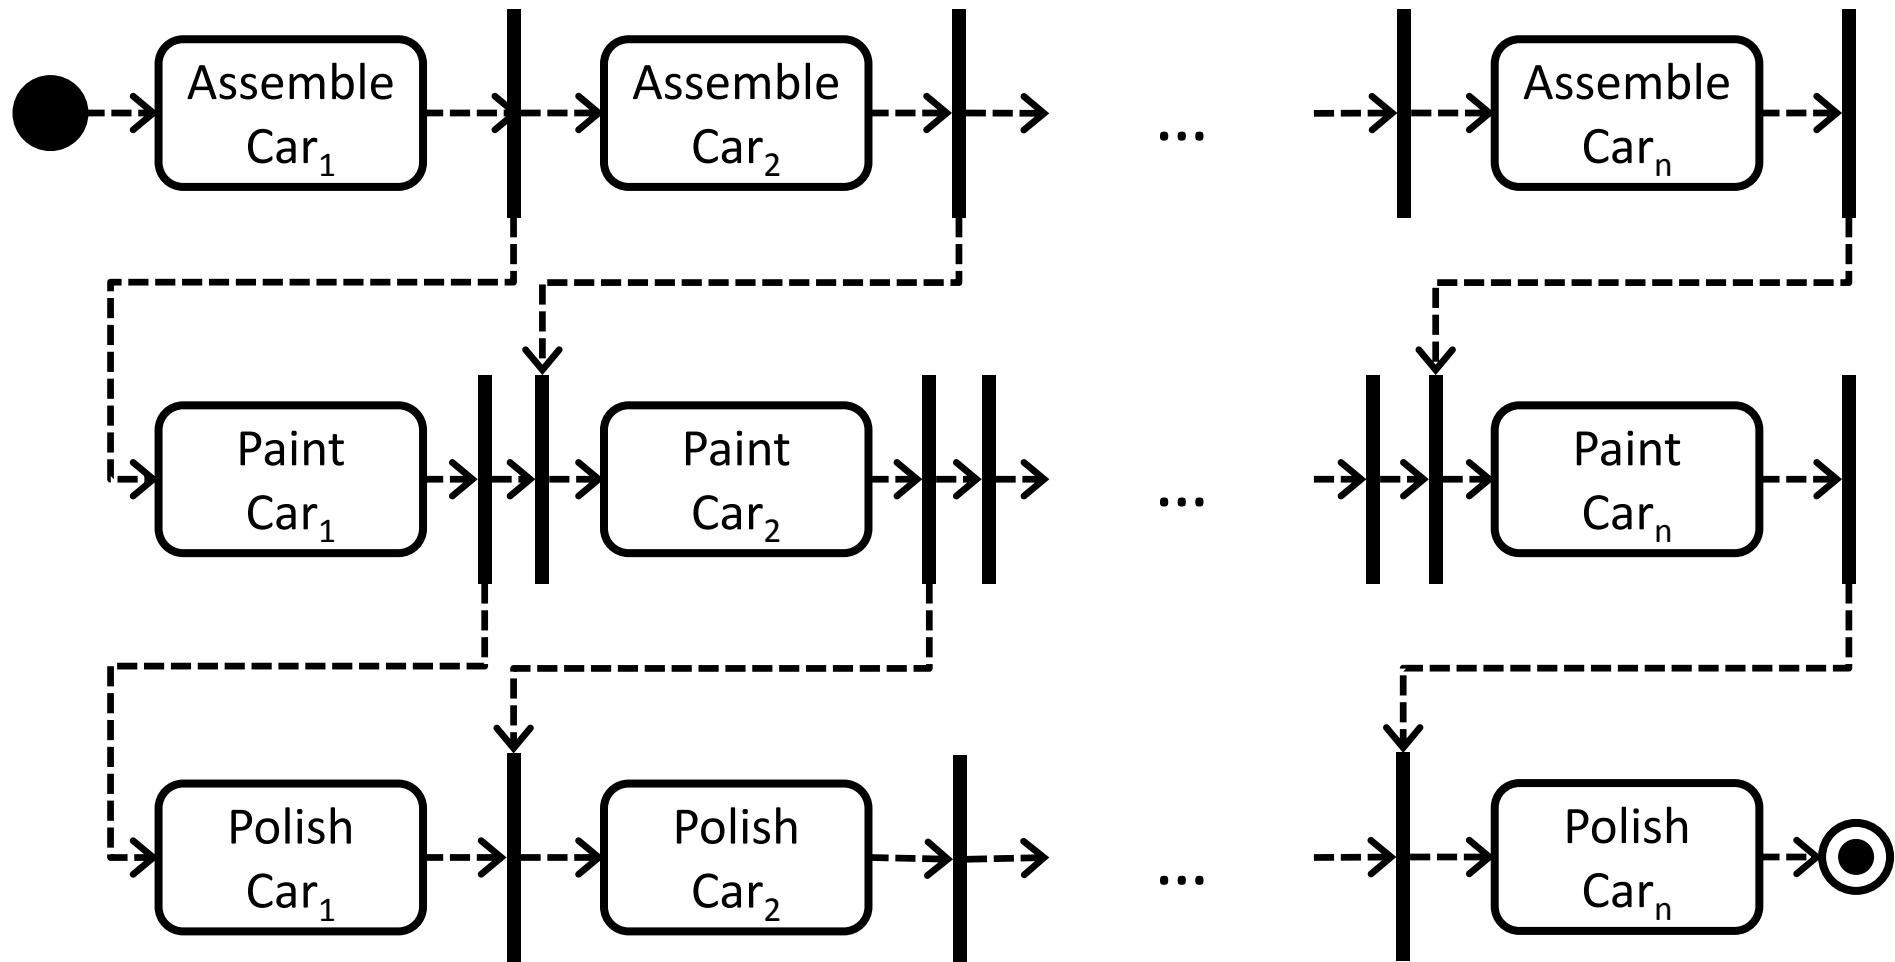 Assemble
Car₁
Assemble
Car₂
...
Assemble
Carₙ
Paint
Car₁
Paint
Car₂
...
Paint
Carₙ
Polish
Car₁
Polish
Car₂
...
Polish
Carₙ